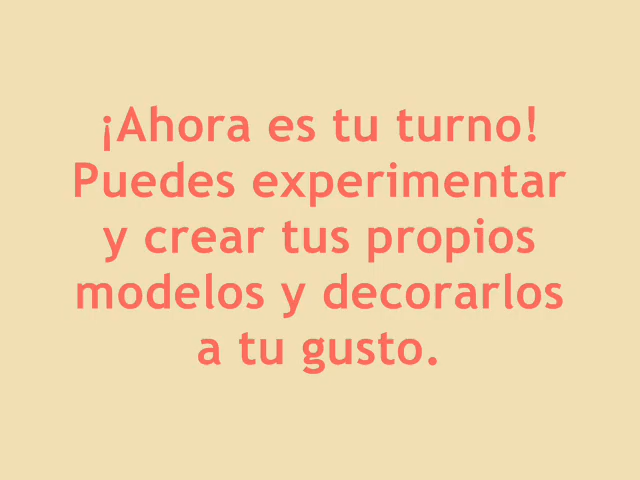 ¡Ahora es tu turno!
Puedes experimentar
y crear tus propios
modelos y decorarlos
a tu gusto.